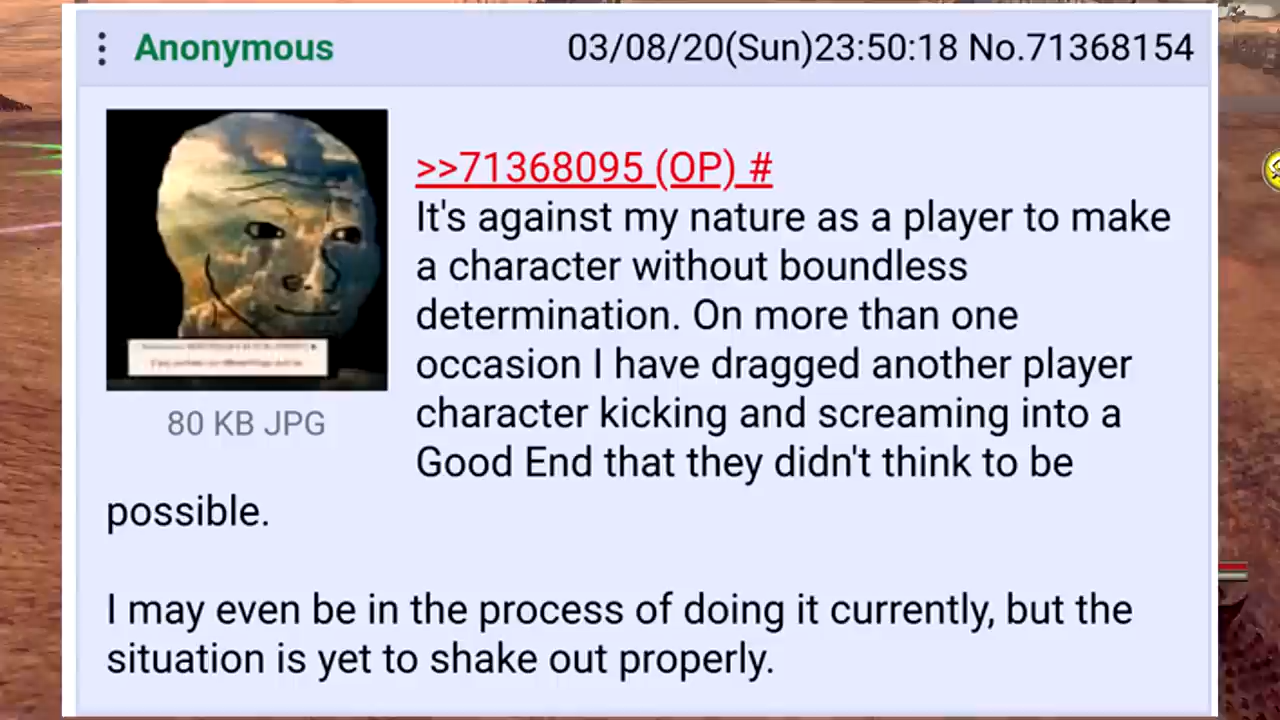 Anonymous 03/08/20(Sun)23:50:18 No.71368154
>>71368095 (OP) #
It's against my nature as a player to make
a character without boundless
determination. On more than one
occasion I have dragged another player
character kicking and screaming into a
80 KB JPG
Good End that they didn't think to be
possible.
I may even be in the process of doing it currently, but the
situation is yet to shake out properly.